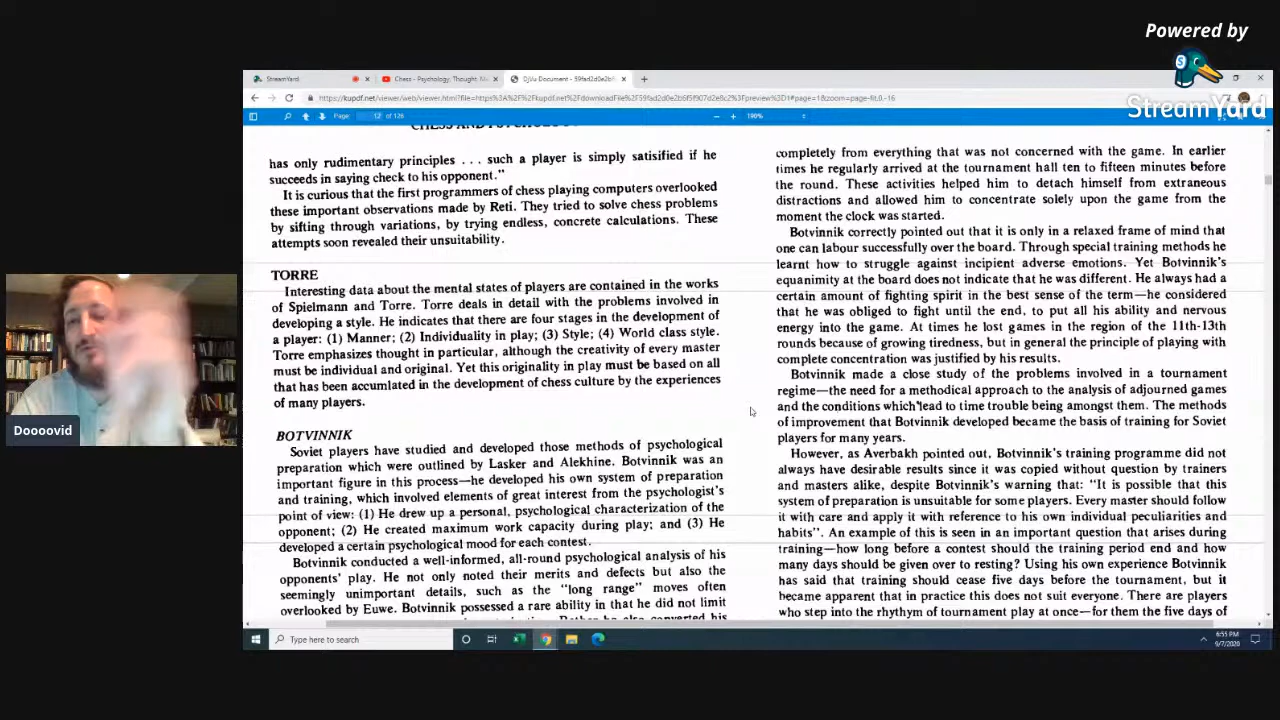 Powered by
StreamYard
StreamYard
Chess - Psychology, Thought, M
DjVu Document - 59fad2d0e2b
Page:
12
of 126
190%
has only rudimentary principles . . . such a player is simply satisified if he
succeeds in saying check to his opponent."
It is curious that the first programmers of chess playing computers overlooked
these important observations made by Reti. They tried to solve chess problems
by sifting through variations, by trying endless, concrete calculations. These
attempts soon revealed their unsuitability.
TORRE
Interesting data about the mental states of players are contained in the works
of Spielmann and Torre. Torre deals in detail with the problems involved in
developing a style. He indicates that there are four stages in the development of
a player: (1) Manner; (2) Individuality in play; (3) Style; (4) World class style.
Torre emphasizes thought in particular, although the creativity of every master
must be individual and original. Yet this originality in play must be based on all
that has been accumlated in the development of chess culture by the experiences
of many players.
BOTVINNIK
Soviet players have studied and developed those methods of psychological
preparation which were outlined by Lasker and Alekhine. Botvinnik was an
important figure in this process—he developed his own system of preparation
and training, which involved elements of great interest from the psychologist's
point of view: (1) He drew up a personal, psychological characterization of the
opponent; (2) He created maximum work capacity during play; and (3) He
developed a certain psychological mood for each contest.
Botvinnik conducted a well-informed, all-round psychological analysis of his
opponents' play. He not only noted their merits and defects but also the
seemingly unimportant details, such as the "long range" moves often
overlooked by Euwe. Botvinnik possessed a rare ability in that he did not limit
completely from everything that was not concerned with the game. In earlier
times he regularly arrived at the tournament hall ten to fifteen minutes before
the round. These activities helped him to detach himself from extraneous
distractions and allowed him to concentrate solely upon the game from the
moment the clock was started.
Botvinnik correctly pointed out that it is only in a relaxed frame of mind that
one can labour successfully over the board. Through special training methods he
learnt how to struggle against incipient adverse emotions. Yet Botvinnik's
equanimity at the board does not indicate that he was different. He always had a
certain amount of fighting spirit in the best sense of the term—he considered
that he was obliged to fight until the end, to put all his ability and nervous
energy into the game. At times he lost games in the region of the 11th-13th
rounds because of growing tiredness, but in general the principle of playing with
complete concentration was justified by his results.
Botvinnik made a close study of the problems involved in a tournament
regime—the need for a methodical approach to the analysis of adjourned games
and the conditions which lead to time trouble being amongst them. The methods
of improvement that Botvinnik developed became the basis of training for Soviet
players for many years.
However, as Averbakh pointed out, Botvinnik's training programme did not
always have desirable results since it was copied without question by trainers
and masters alike, despite Botvinnik's warning that: "It is possible that this
system of preparation is unsuitable for some players. Every master should follow
it with care and apply it with reference to his own individual peculiarities and
habits". An example of this is seen in an important question that arises during
training—how long before a contest should the training period end and how
many days should be given over to resting? Using his own experience Botvinnik
has said that training should cease five days before the tournament, but it
became apparent that in practice this does not suit everyone. There are players
who step into the rhythm of tournament play at once—for them the five days of
Doooovid
Type here to search
6:55 PM
9/7/2020